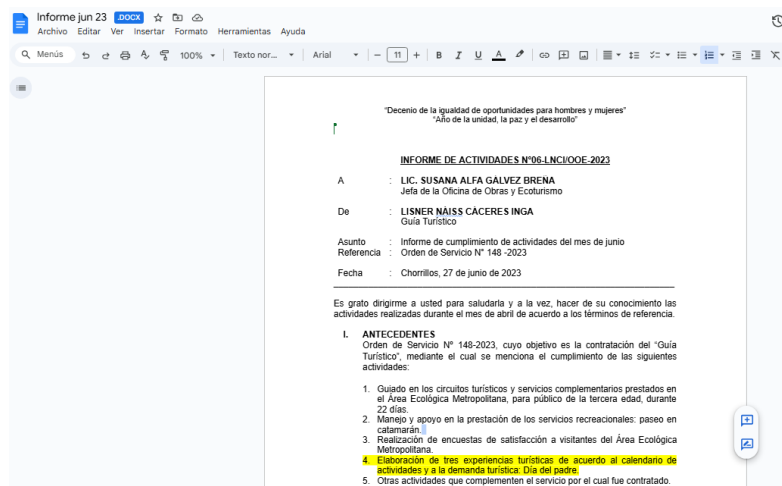 Informe jun 23 .DOCX
Archivo Editar Ver Insertar Formato Herramientas Ayuda
Menús 100% Texto nor... Arial 11 B I U A
"Decenio de la igualdad de oportunidades para hombres y mujeres"
"Año de la unidad, la paz y el desarrollo"
INFORME DE ACTIVIDADES N°06-LNCI/OOE-2023
A : LIC. SUSANA ALFA GÁLVEZ BREÑA
Jefa de la Oficina de Obras y Ecoturismo
De : LISNER NÁISS CÁCERES INGA
Guía Turístico
Asunto : Informe de cumplimiento de actividades del mes de junio
Referencia : Orden de Servicio N° 148 -2023
Fecha : Chorrillos, 27 de junio de 2023
Es grato dirigirme a usted para saludarla y a la vez, hacer de su conocimiento las
actividades realizadas durante el mes de abril de acuerdo a los términos de referencia.
I. ANTECEDENTES
Orden de Servicio Nº 148-2023, cuyo objetivo es la contratación del "Guía
Turístico", mediante el cual se menciona el cumplimiento de las siguientes
actividades:
1. Guiado en los circuitos turísticos y servicios complementarios prestados en
el Área Ecológica Metropolitana, para público de la tercera edad, durante
22 días.
2. Manejo y apoyo en la prestación de los servicios recreacionales: paseo en
catamarán.
3. Realización de encuestas de satisfacción a visitantes del Área Ecológica
Metropolitana.
4. Elaboración de tres experiencias turísticas de acuerdo al calendario de
actividades y a la demanda turística: Día del padre.
5. Otras actividades que complementen el servicio por el cual fue contratado.